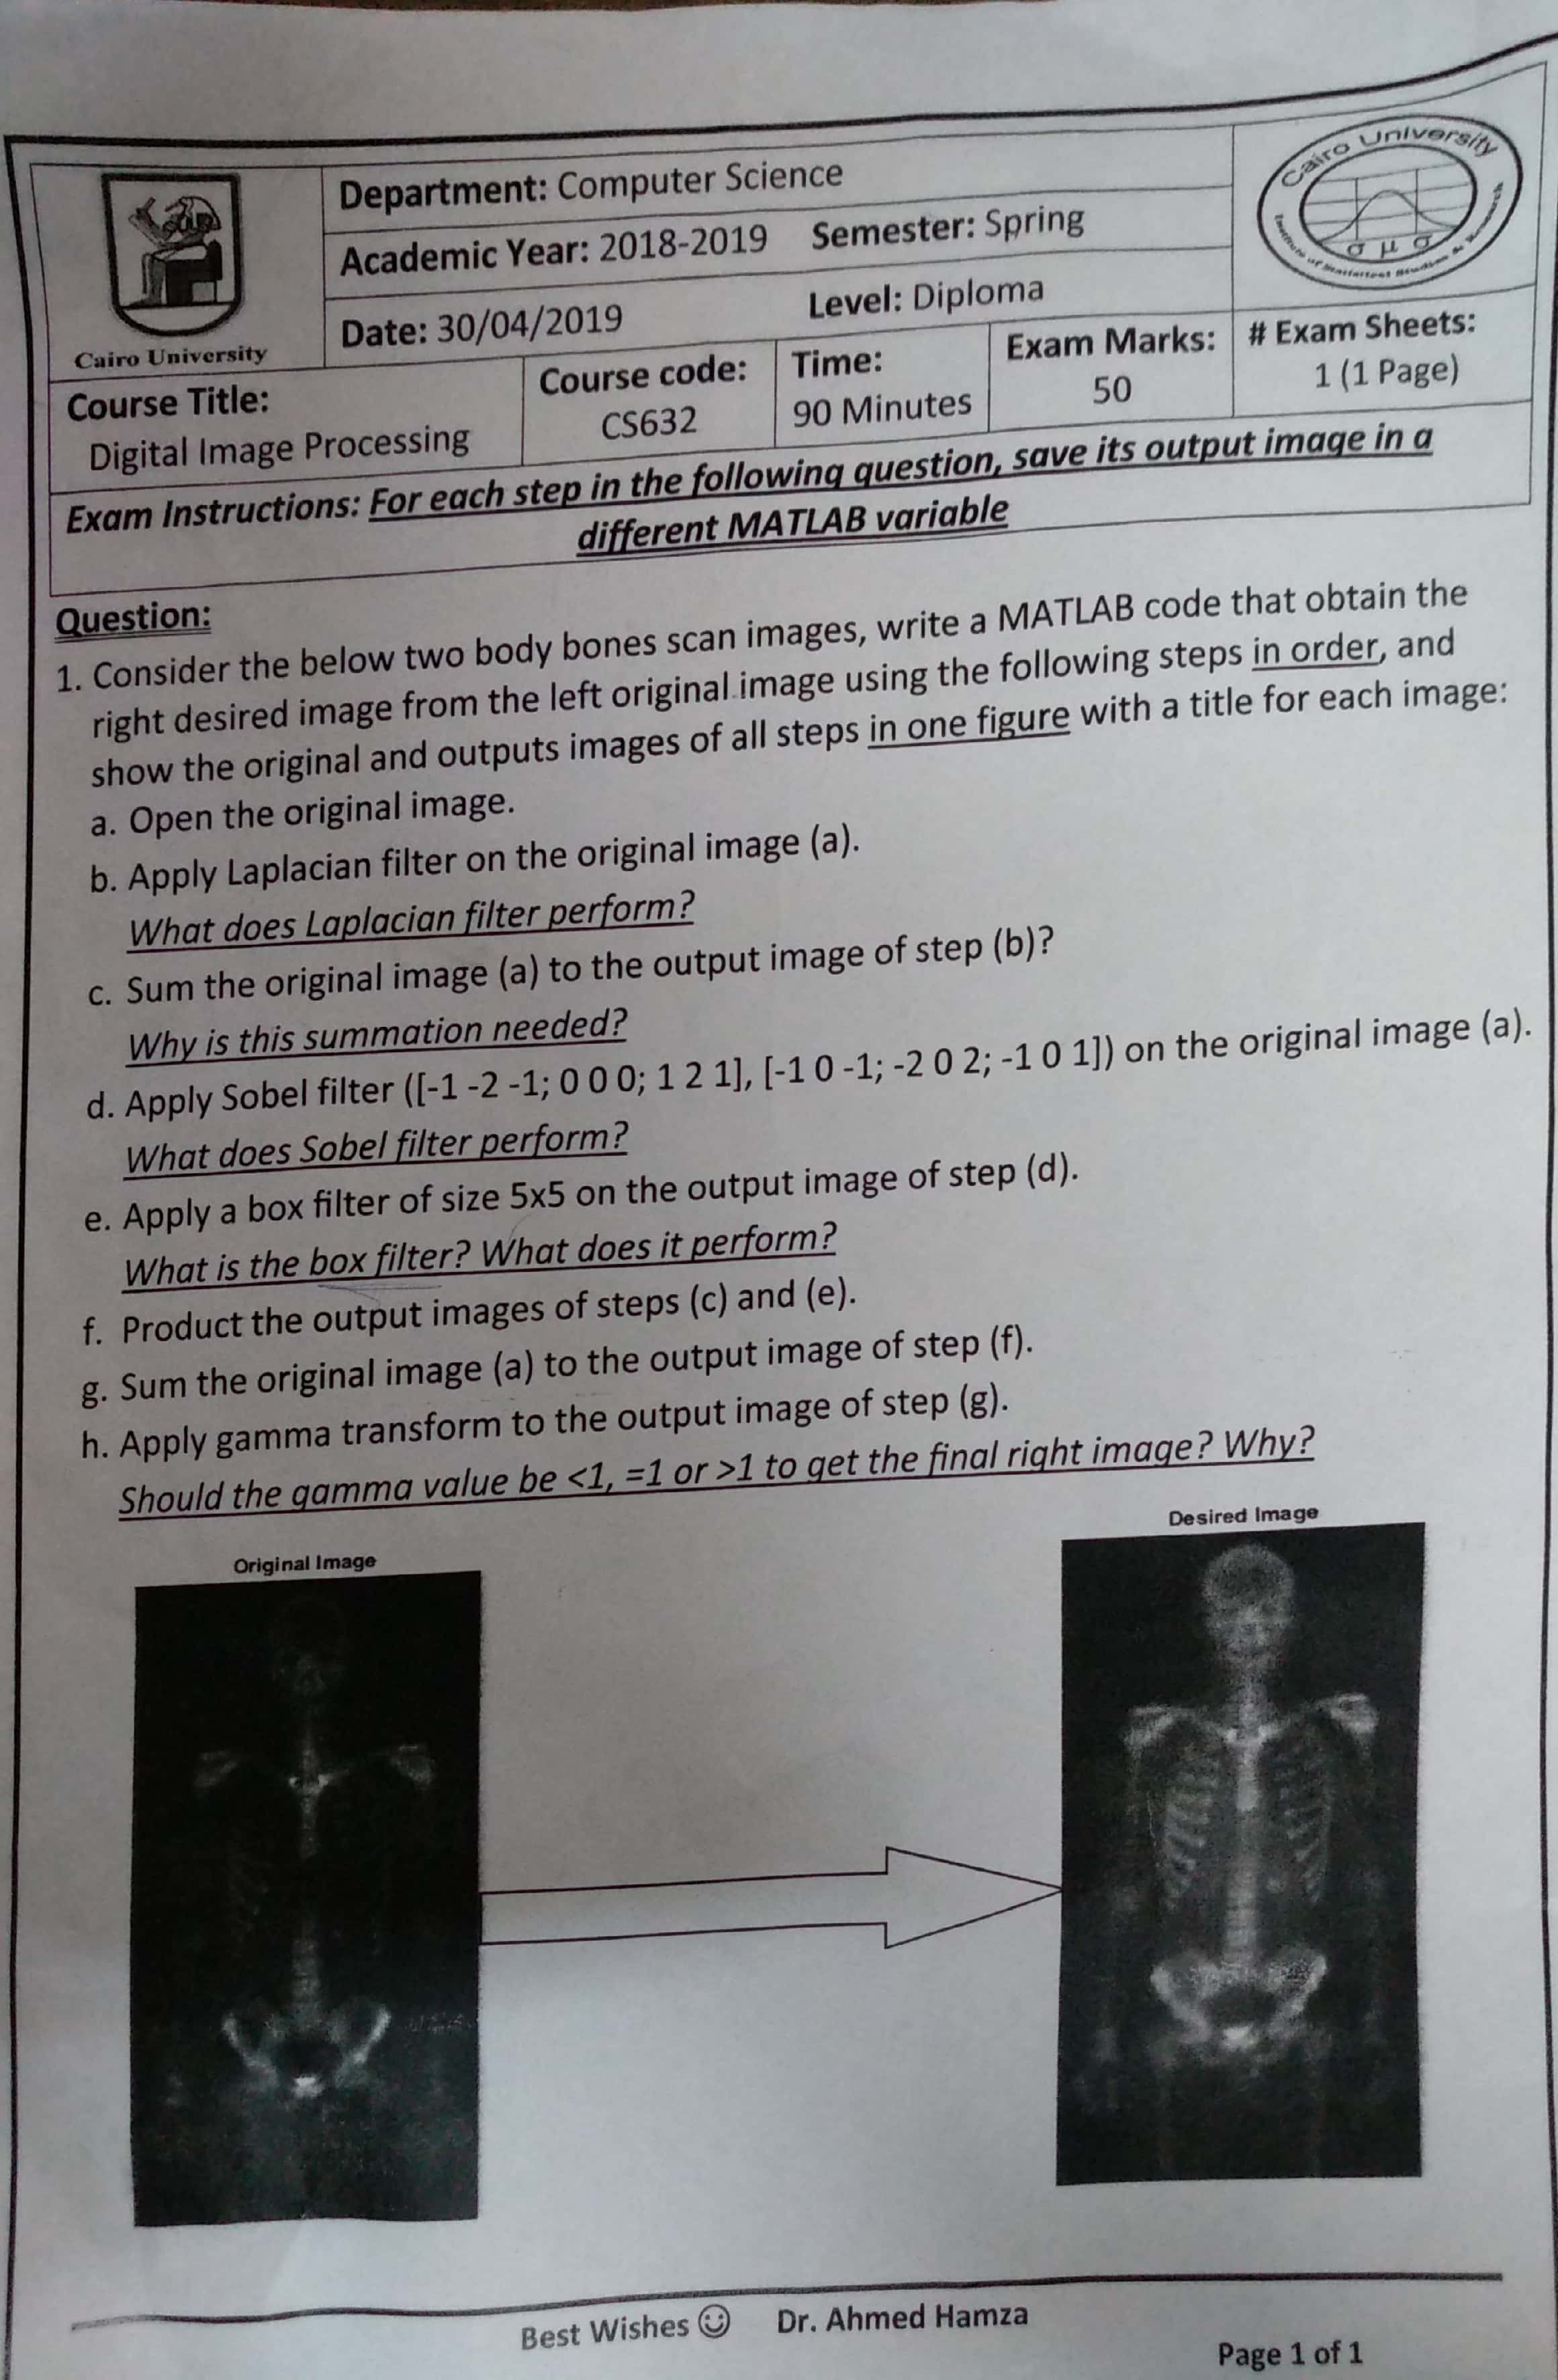 Cairo University
Department: Computer Science
Academic Year: 2018-2019 Semester: Spring
Date: 30/04/2019 Level: Diploma
Cairo University
σ μ σ
Course Title:
Digital Image Processing
Course code:
CS632
Time:
90 Minutes
Exam Marks:
50
# Exam Sheets:
1 (1 Page)
Exam Instructions: For each step in the following question, save its output image in a
different MATLAB variable
Question:
1. Consider the below two body bones scan images, write a MATLAB code that obtain the
right desired image from the left original image using the following steps in order, and
show the original and outputs images of all steps in one figure with a title for each image:
a. Open the original image.
b. Apply Laplacian filter on the original image (a).
What does Laplacian filter perform?
c. Sum the original image (a) to the output image of step (b)?
Why is this summation needed?
d. Apply Sobel filter ([-1 -2 -1; 0 0 0; 1 2 1], [-1 0 -1; -2 0 2; -1 0 1]) on the original image (a).
What does Sobel filter perform?
e. Apply a box filter of size 5x5 on the output image of step (d).
What is the box filter? What does it perform?
f. Product the output images of steps (c) and (e).
g. Sum the original image (a) to the output image of step (f).
h. Apply gamma transform to the output image of step (g).
Should the gamma value be <1, =1 or >1 to get the final right image? Why?
Original Image
Desired Image
Best Wishes ☺ Dr. Ahmed Hamza
Page 1 of 1